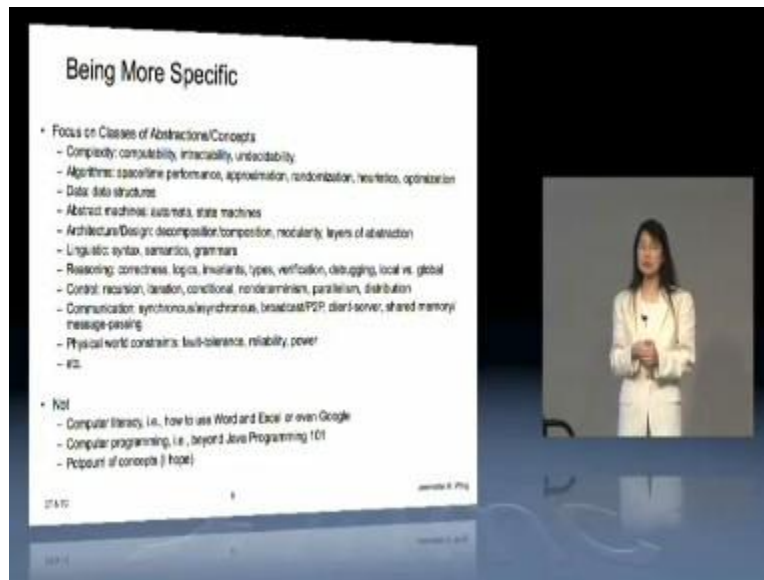 Being More Specific
• Focus on Classes of Abstractions/Concepts
– Complexity: computability, intractability, undecidability,
– Algorithms: space/time performance, approximation, randomization, heuristics, optimization
– Data: data structures
– Abstract machines: automata, state machines
– Architecture/Design: decomposition/composition, modularity, layers of abstraction
– Linguistic: syntax, semantics, grammars
– Reasoning: correctness, logics, invariants, types, verification, debugging, local vs. global
– Control: recursion, iteration, conditional, nondeterminism, parallelism, distribution
– Communication: synchronous/asynchronous, broadcast/P2P, client-server, shared memory/
message-passing
– Physical world constraints: fault-tolerance, reliability, power
– etc.
• Not
– Computer literacy, i.e., how to use Word and Excel or even Google
– Computer programming, i.e., beyond Java Programming 101
– Potpourri of concepts (I hope)